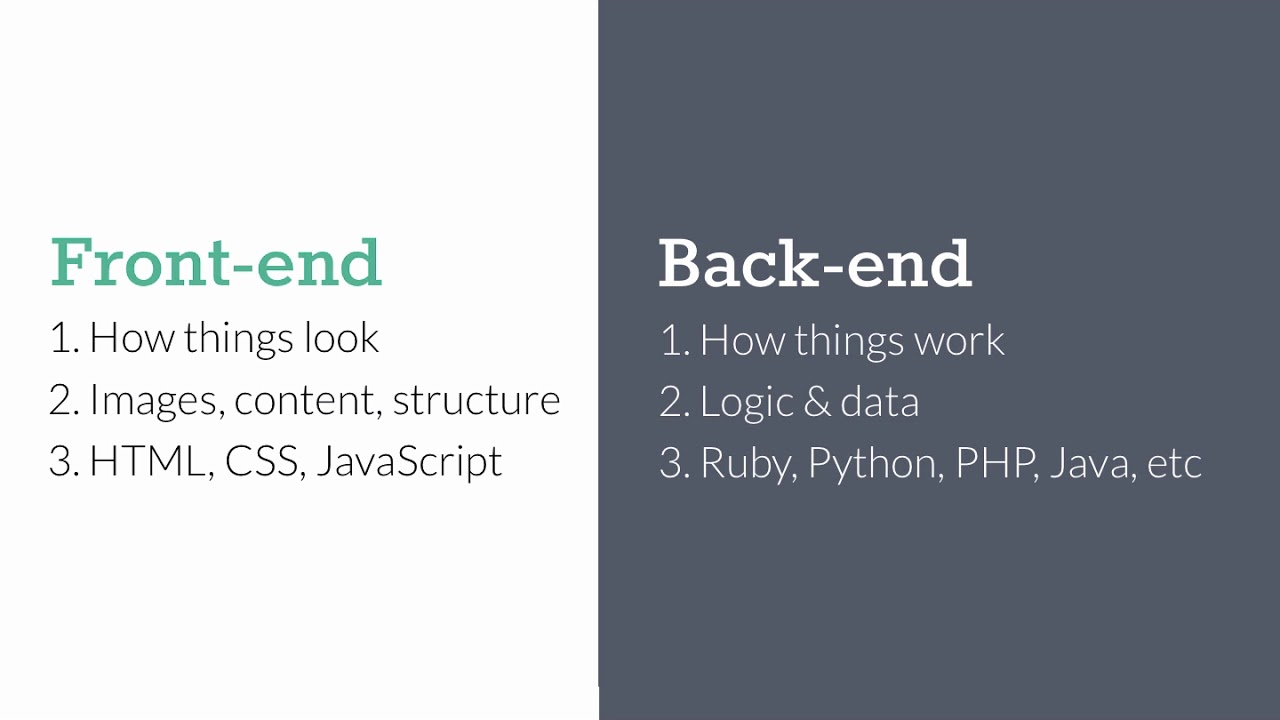 Front-end
1. How things look
2. Images, content, structure
3. HTML, CSS, JavaScript
Back-end
1. How things work
2. Logic & data
3. Ruby, Python, PHP, Java, etc